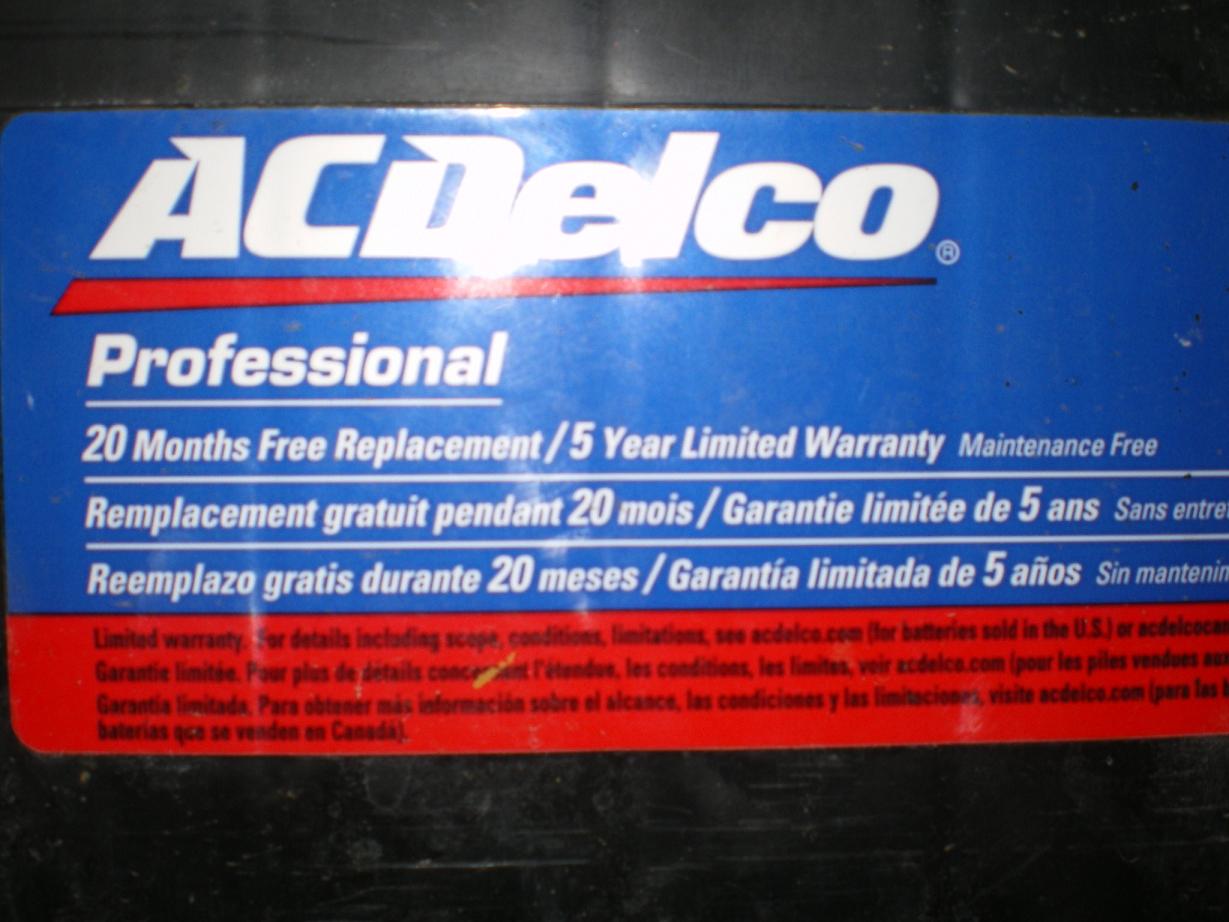 ACDelco®
Professional
20 Months Free Replacement / 5 Year Limited Warranty Maintenance Free
Remplacement gratuit pendant 20 mois / Garantie limitée de 5 ans Sans
Reemplazo gratis durante 20 meses / Garantía limitada de 5 años Sin
Limited warranty. For details including scope, conditions, limitations, see acdelco.com (for batteries sold in the U.S.) or
Garantie limitée. Pour plus de détails concernant l'étendue, les conditions, les limites, voir acdelco.com (pour les piles vendues aux
Garantía limitada. Para obtener más información sobre el alcance, las condiciones y las limitaciones, visite acdelco.com (para las
baterías que se venden en Canadá).